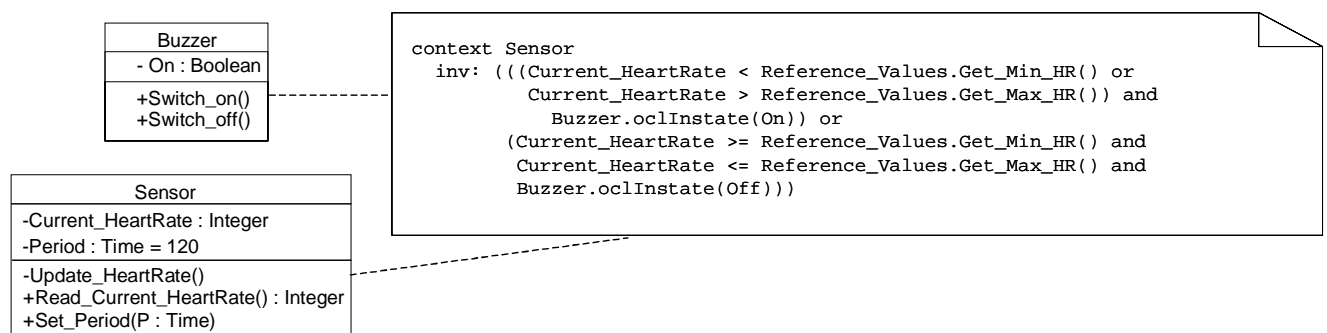 Buzzer
- On : Boolean
+Switch_on()
+Switch_off()
context Sensor
inv: (((Current_HeartRate < Reference_Values.Get_Min_HR() or
Current_HeartRate > Reference_Values.Get_Max_HR()) and
Buzzer.oclInstate(On)) or
(Current_HeartRate >= Reference_Values.Get_Min_HR() and
Current_HeartRate <= Reference_Values.Get_Max_HR() and
Buzzer.oclInstate(Off)))
Sensor
-Current_HeartRate : Integer
-Period : Time = 120
-Update_HeartRate()
+Read_Current_HeartRate() : Integer
+Set_Period(P : Time)